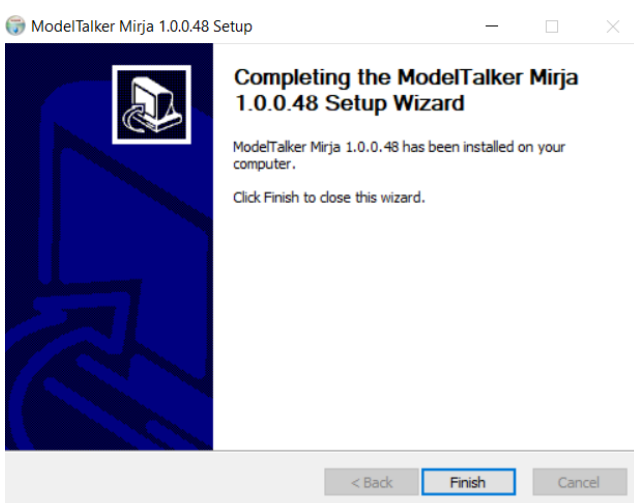 ModelTalker Mirja 1.0.0.48 Setup
Completing the ModelTalker Mirja
1.0.0.48 Setup Wizard
ModelTalker Mirja 1.0.0.48 has been installed on your
computer.
Click Finish to close this wizard.
< Back
Finish
Cancel